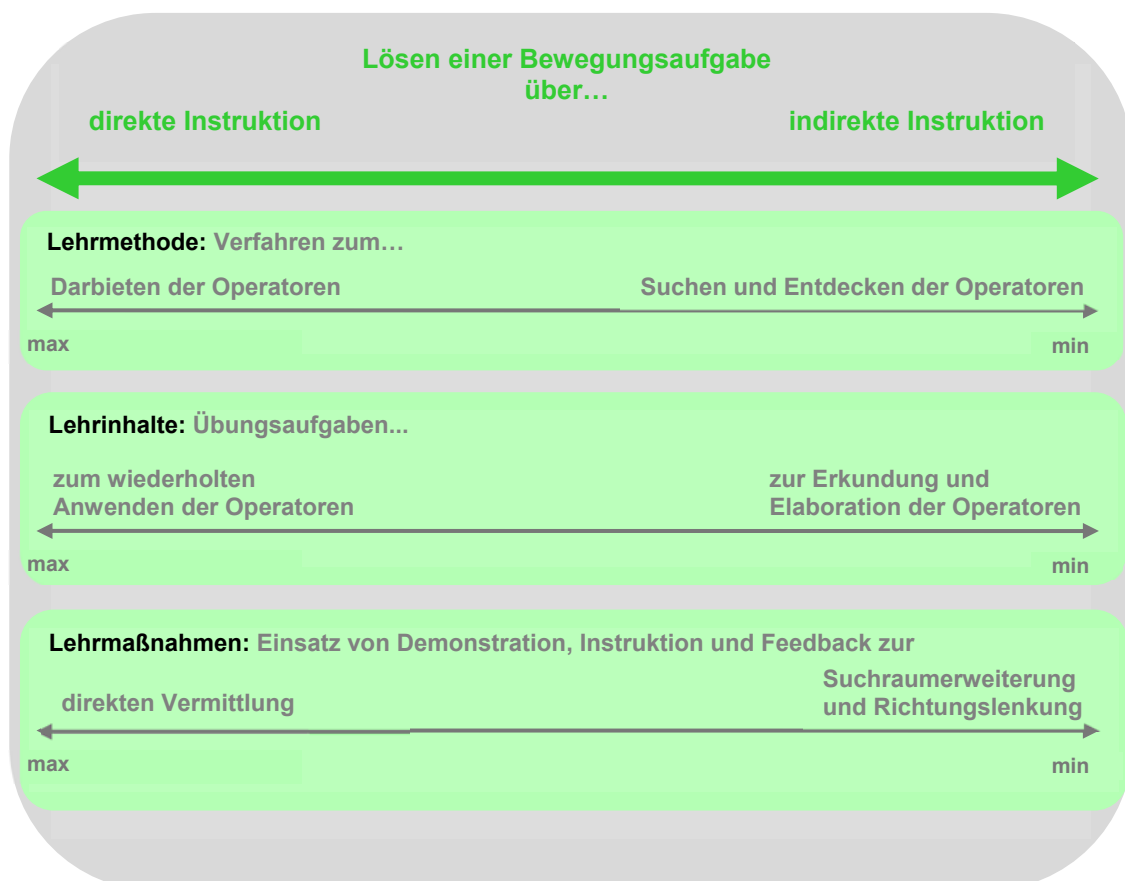 Lösen einer Bewegungsaufgabe
über…
direkte Instruktion
indirekte Instruktion
Lehrmethode: Verfahren zum…
Darbieten der Operatoren
Suchen und Entdecken der Operatoren
max
min
Lehrinhalte: Übungsaufgaben...
zum wiederholten
Anwenden der Operatoren
zur Erkundung und
Elaboration der Operatoren
max
min
Lehrmaßnahmen: Einsatz von Demonstration, Instruktion und Feedback zur
direkten Vermittlung
Suchraumerweiterung
und Richtungslenkung
max
min